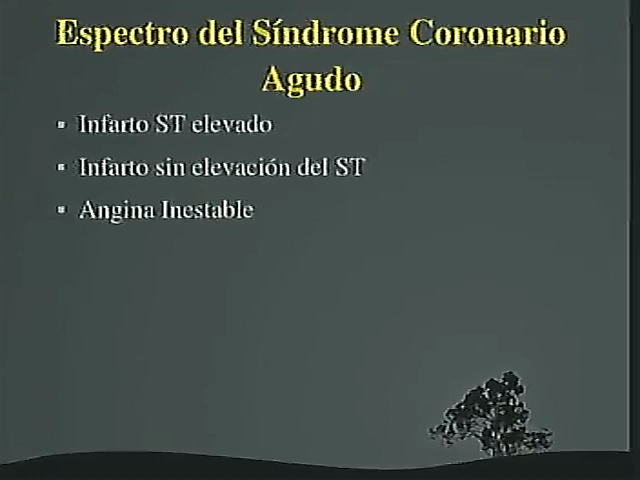 Espectro del Síndrome Coronario
Agudo
▪ Infarto ST elevado
▪ Infarto sin elevación del ST
▪ Angina Inestable